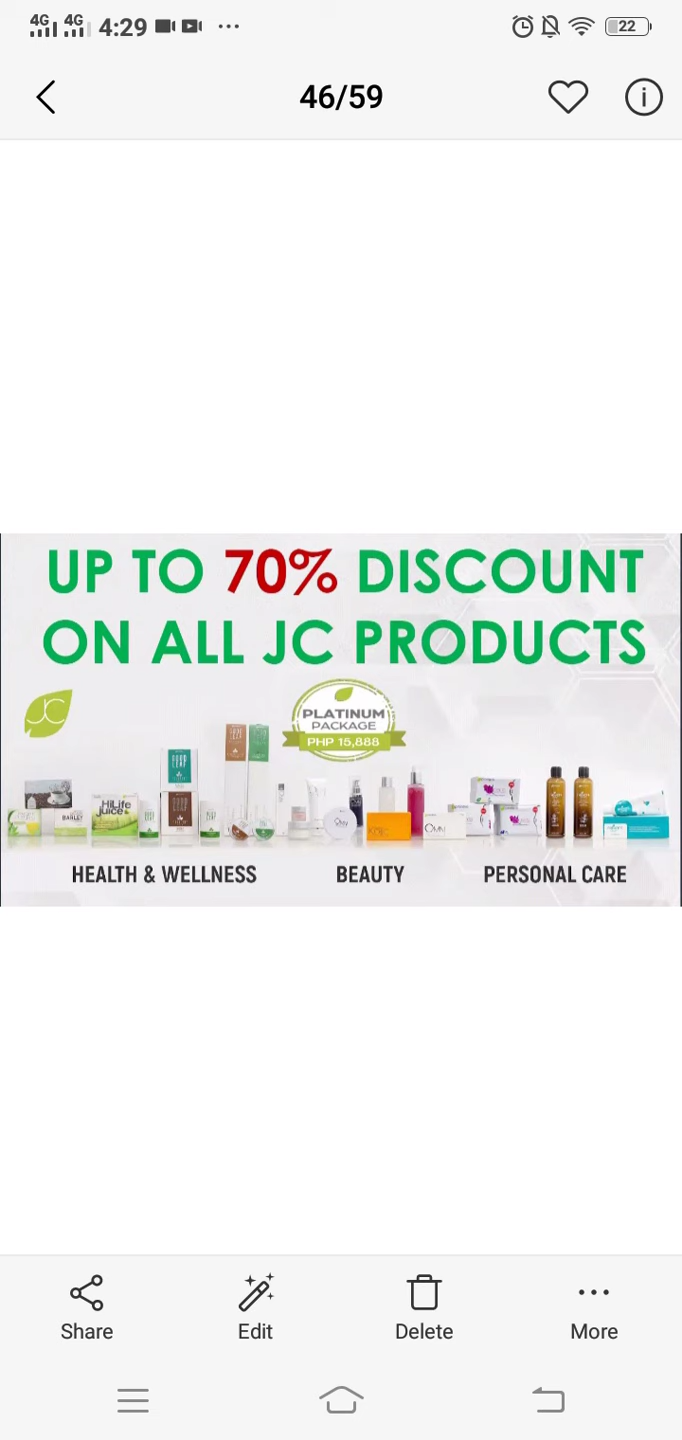 4G 4G 4:29 22
46/59
UP TO 70% DISCOUNT
ON ALL JC PRODUCTS
JC
PLATINUM
PACKAGE
PHP 15,888
HiLife
Juice
BARLEY
KOJIC
HEALTH & WELLNESS BEAUTY PERSONAL CARE
Share Edit Delete More